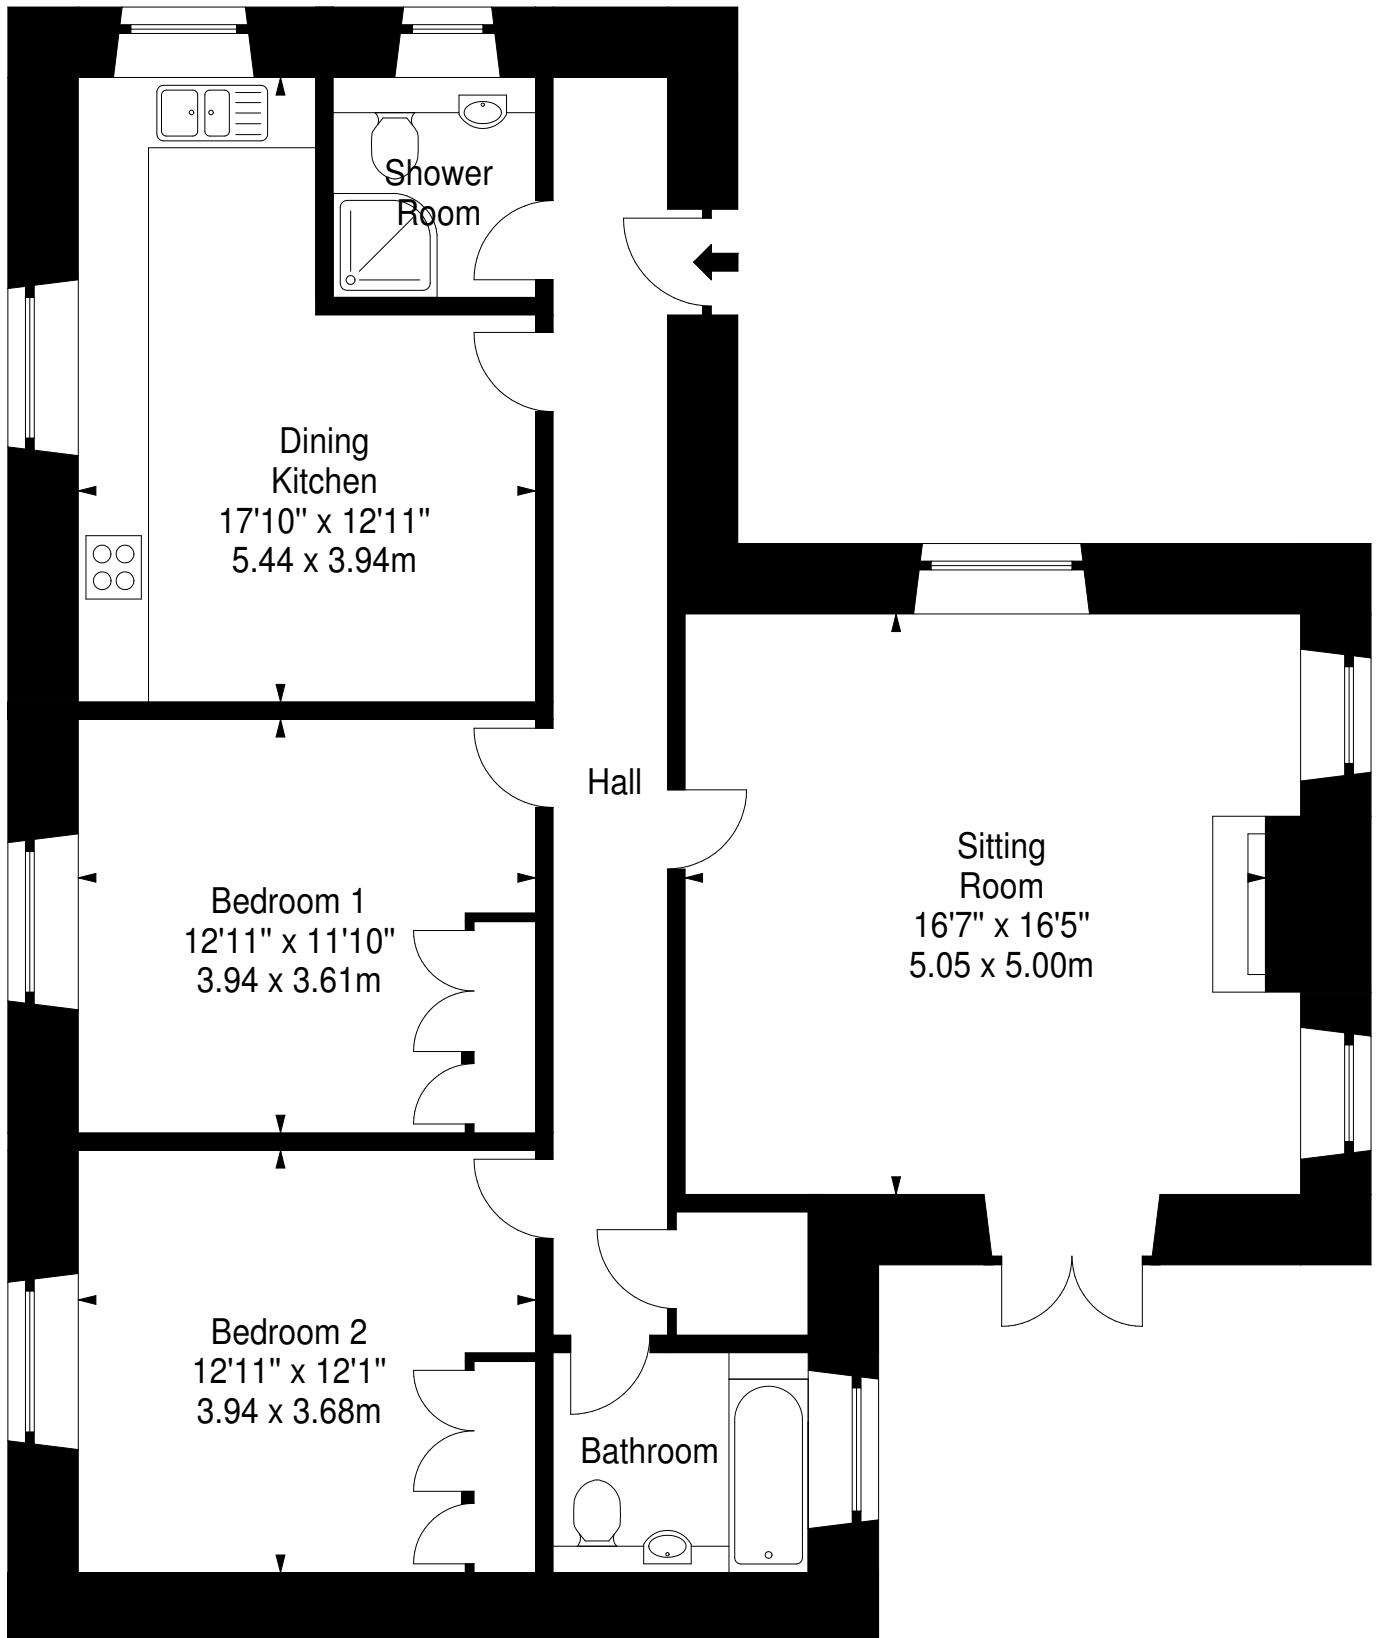 Shower
Room
Dining
Kitchen
17'10" x 12'11"
5.44 x 3.94m
Hall
Sitting
Room
16'7" x 16'5"
5.05 x 5.00m
Bedroom 1
12'11" x 11'10"
3.94 x 3.61m
Bedroom 2
12'11" x 12'1"
3.94 x 3.68m
Bathroom